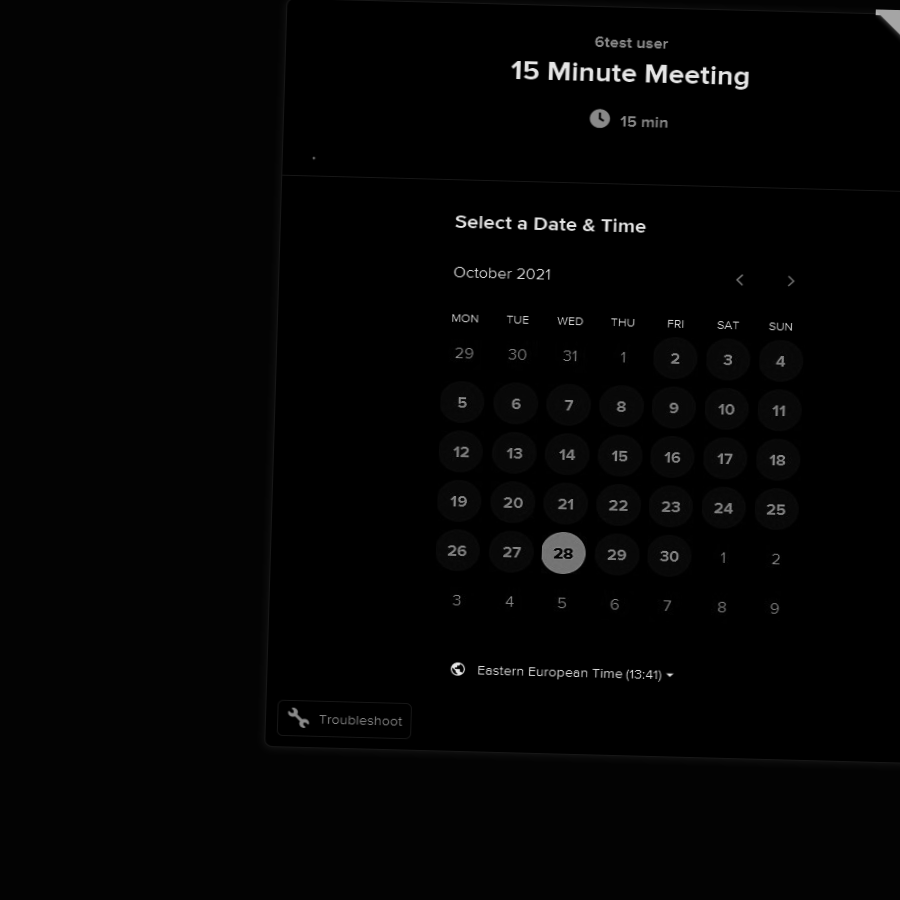 6test user
15 Minute Meeting
15 min
Select a Date & Time
October 2021
MON TUE WED THU FRI SAT SUN
29 30 31 1 2 3 4
5 6 7 8 9 10 11
12 13 14 15 16 17 18
19 20 21 22 23 24 25
26 27 28 29 30 1 2
3 4 5 6 7 8 9
Eastern European Time (13:41)
Troubleshoot